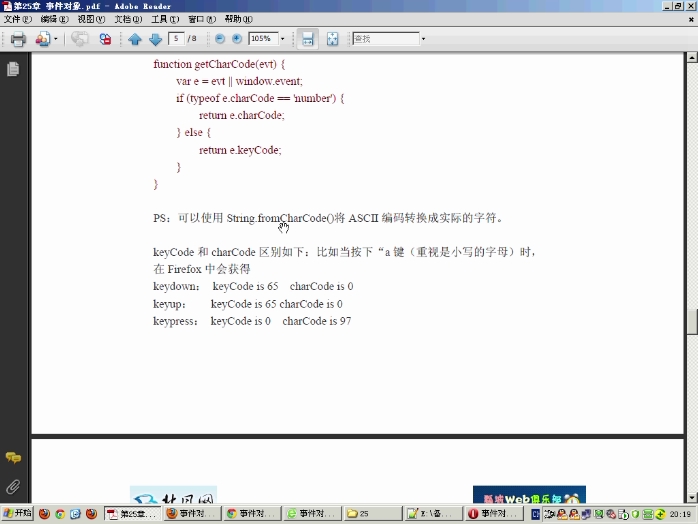 第25章 事件对象.pdf - Adobe Reader
文件(F) 编辑(E) 视图(V) 文档(D) 工具(T) 窗口(W) 帮助(H)
5 / 8 105% 查找
function getCharCode(evt) {
var e = evt || window.event;
if (typeof e.charCode == 'number') {
return e.charCode;
} else {
return e.keyCode;
}
}
PS：可以使用 String.fromCharCode()将 ASCII 编码转换成实际的字符。
keyCode 和 charCode 区别如下：比如当按下“a 键（重视是小写的字母）时，
在 Firefox 中会获得
keydown： keyCode is 65 charCode is 0
keyup： keyCode is 65 charCode is 0
keypress： keyCode is 0 charCode is 97
开始 第25章... 事件对... 事件对... 事件对... 25 事件对... 20:19